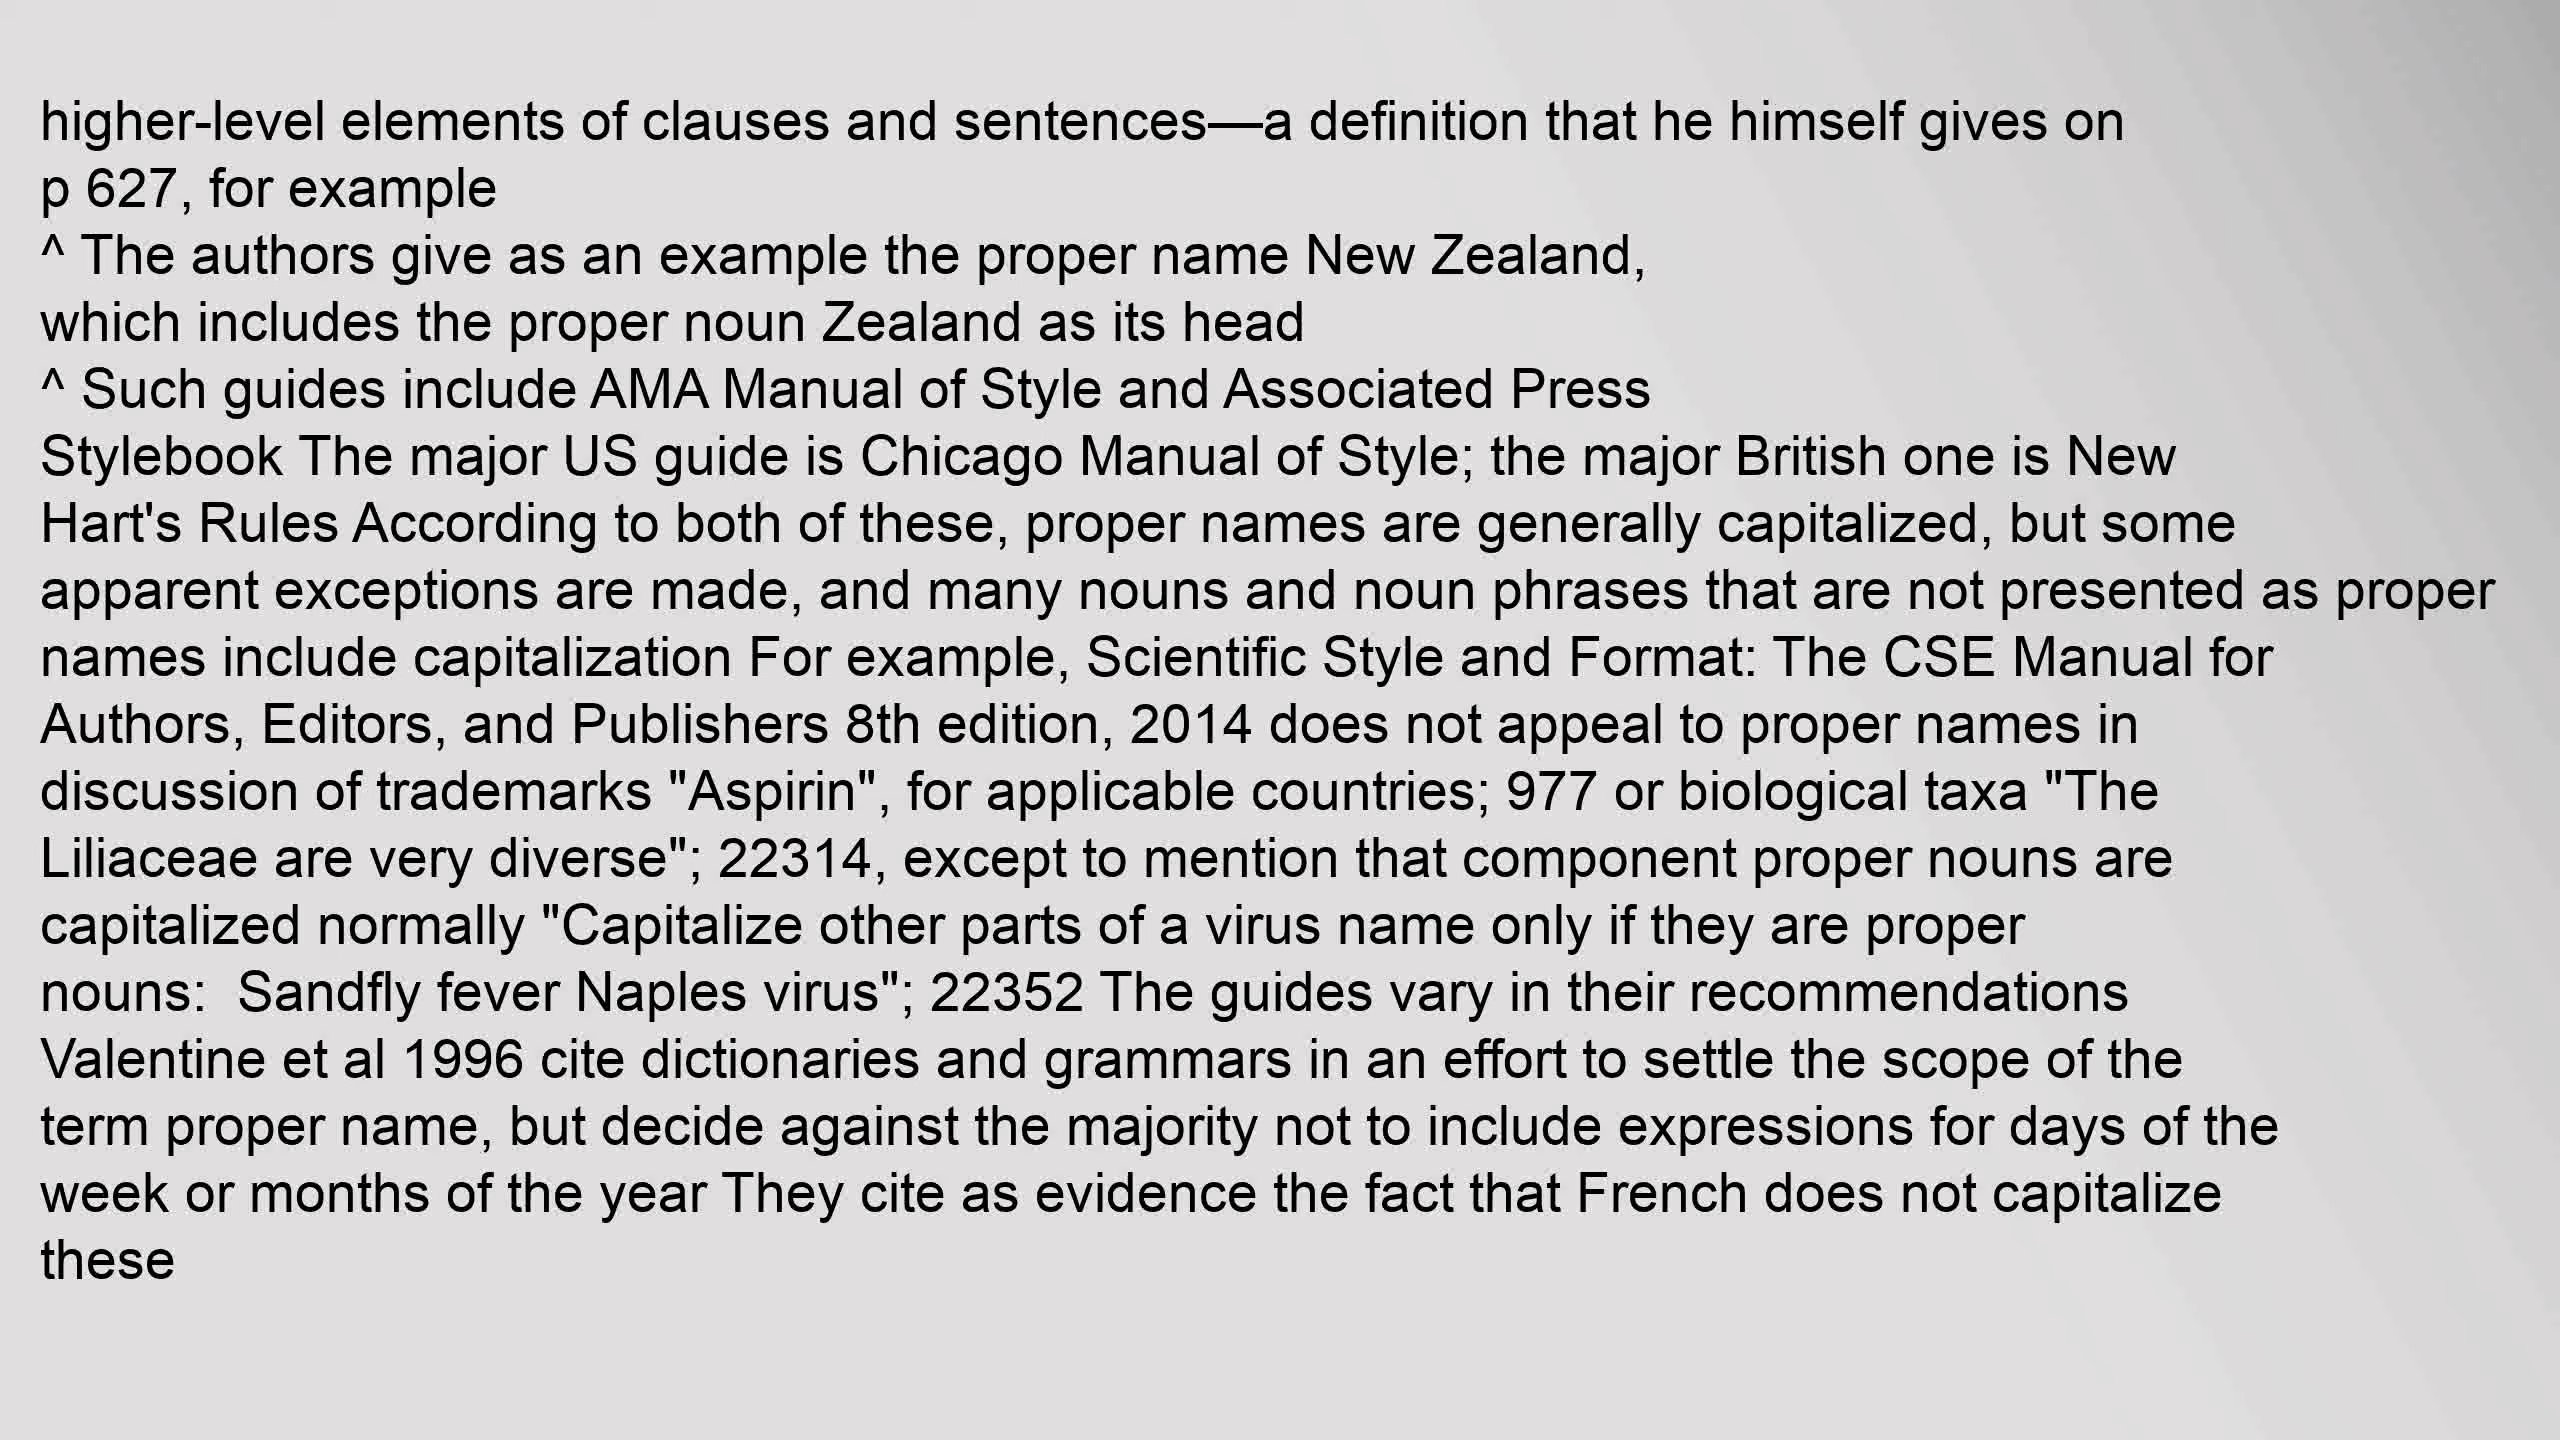 higher-level elements of clauses and sentences—a definition that he himself gives on
p 627, for example
^ The authors give as an example the proper name New Zealand,
which includes the proper noun Zealand as its head
^ Such guides include AMA Manual of Style and Associated Press
Stylebook The major US guide is Chicago Manual of Style; the major British one is New
Hart's Rules According to both of these, proper names are generally capitalized, but some
apparent exceptions are made, and many nouns and noun phrases that are not presented as proper
names include capitalization For example, Scientific Style and Format: The CSE Manual for
Authors, Editors, and Publishers 8th edition, 2014 does not appeal to proper names in
discussion of trademarks "Aspirin", for applicable countries; 977 or biological taxa "The
Liliaceae are very diverse"; 22314, except to mention that component proper nouns are
capitalized normally "Capitalize other parts of a virus name only if they are proper
nouns:  Sandfly fever Naples virus"; 22352 The guides vary in their recommendations
Valentine et al 1996 cite dictionaries and grammars in an effort to settle the scope of the
term proper name, but decide against the majority not to include expressions for days of the
week or months of the year They cite as evidence the fact that French does not capitalize
these